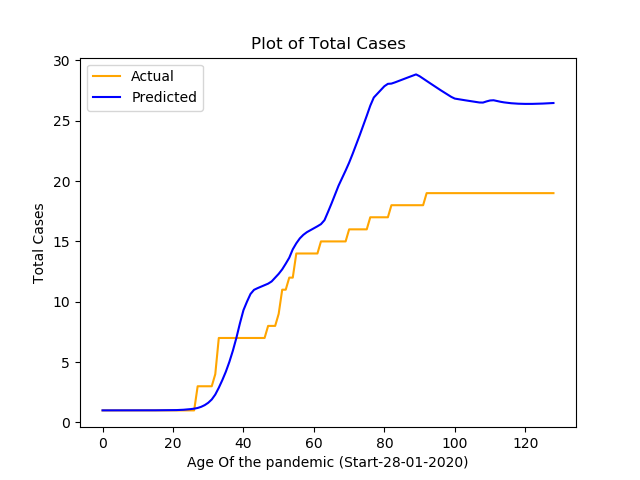 Plot of Total Cases
Actual
Predicted
30
25
20
15
10
5
0
Total Cases
0 20 40 60 80 100 120
Age Of the pandemic (Start-28-01-2020)